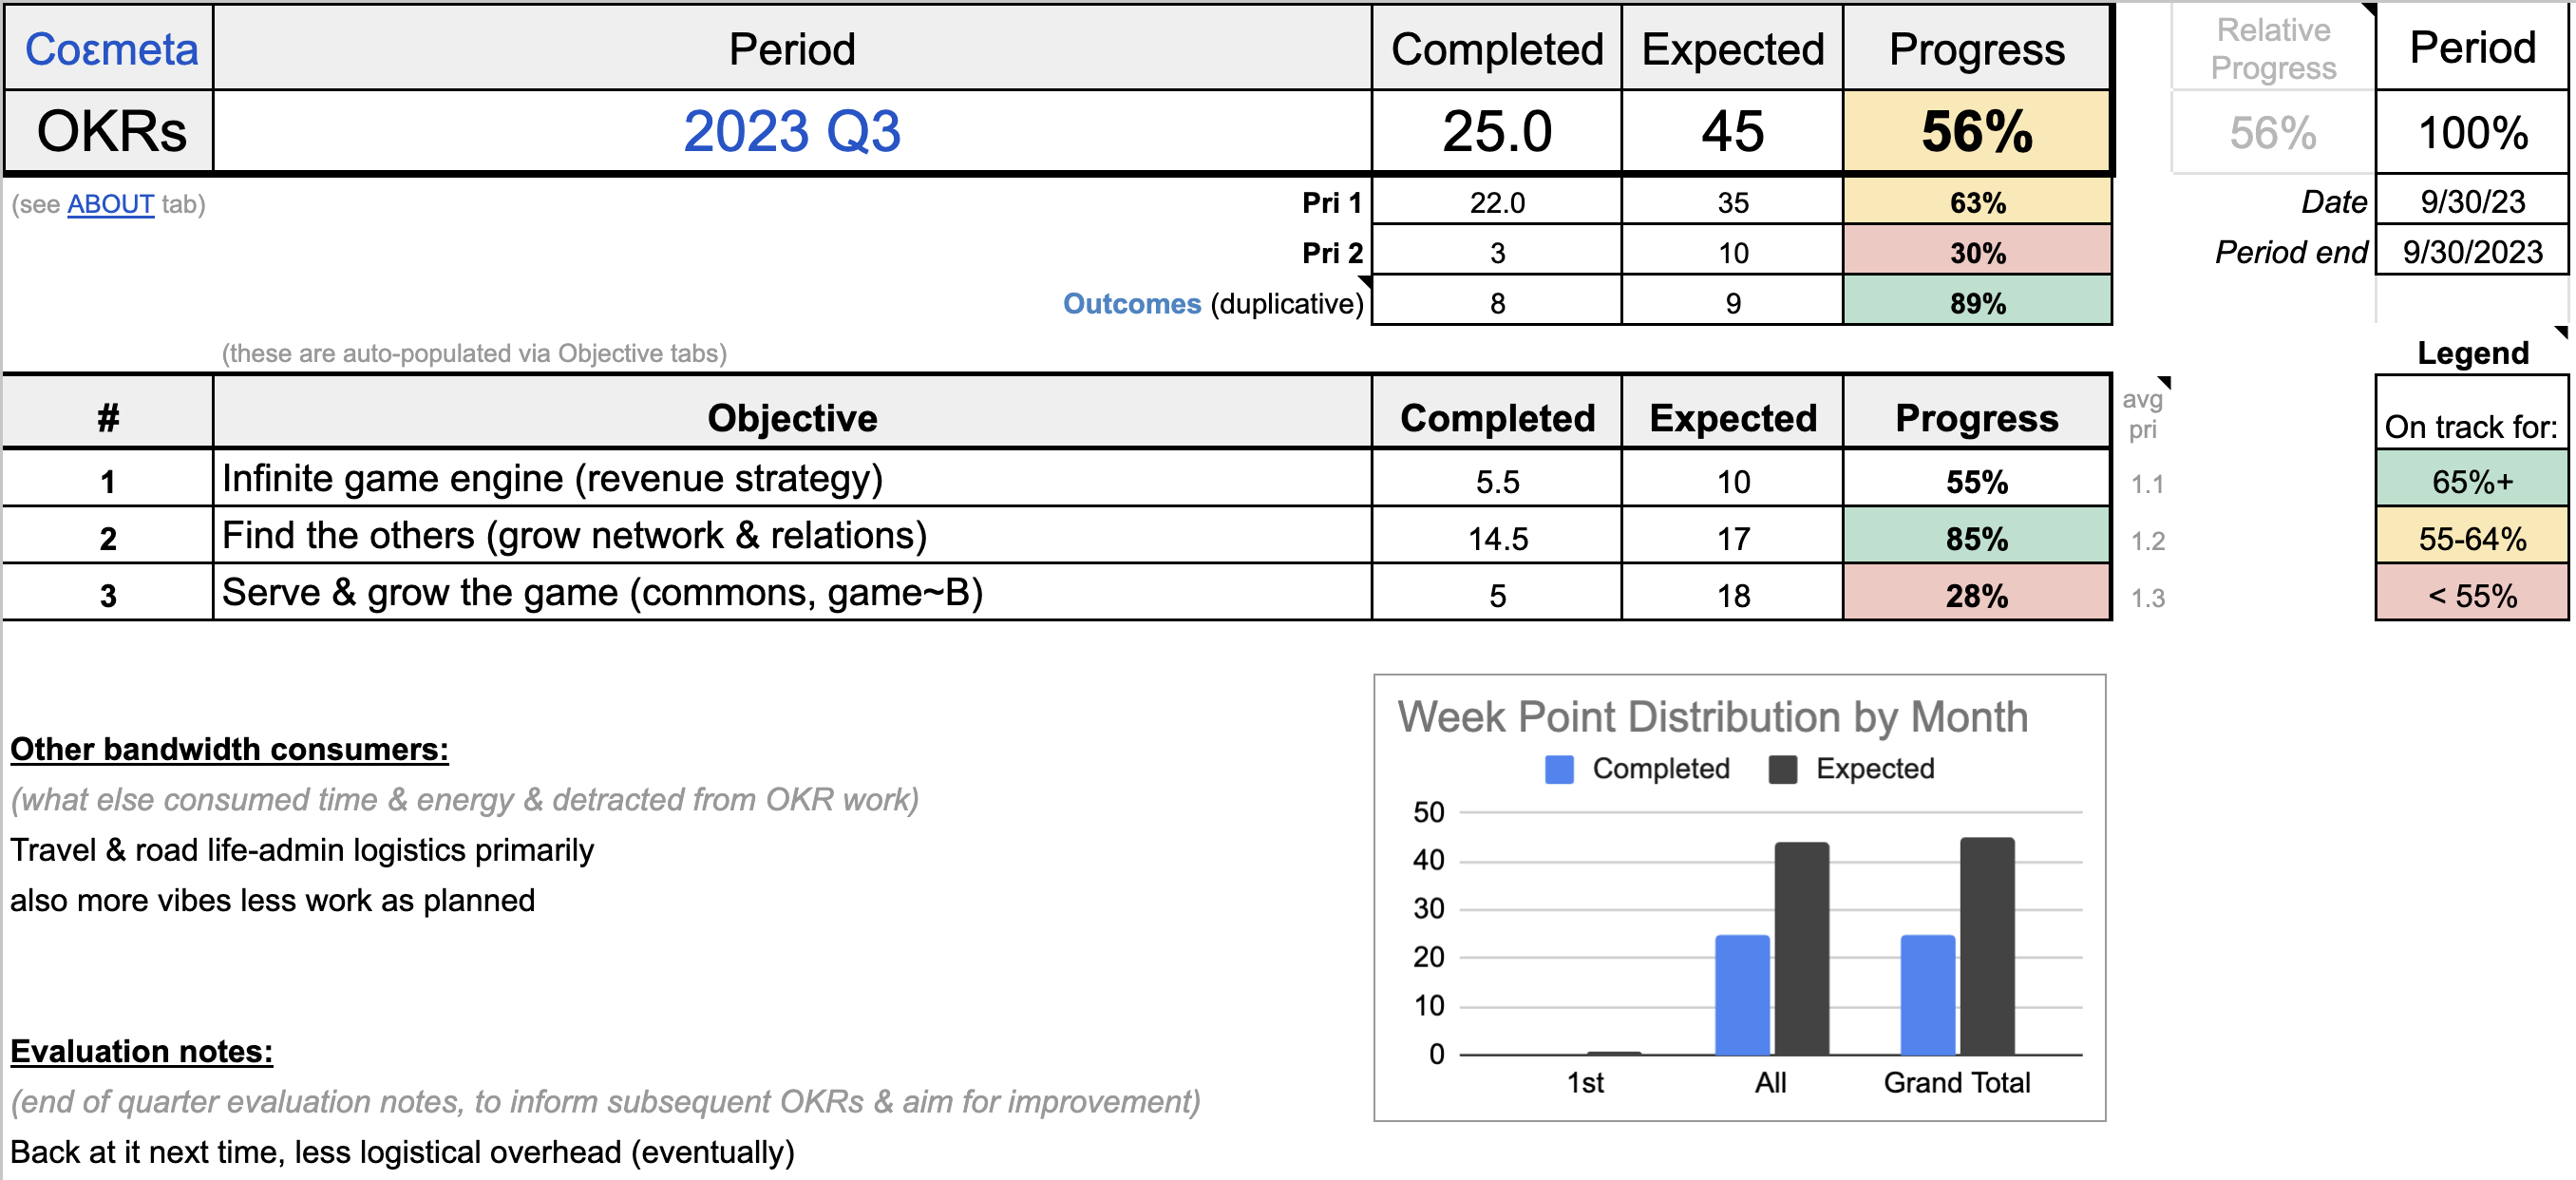 Coεmeta Period Completed Expected Progress Relative Progress Period
OKRs 2023 Q3 25.0 45 56% 56% 100%
(see ABOUT tab) Pri 1 22.0 35 63% Date 9/30/23
Pri 2 3 10 30% Period end 9/30/2023
Outcomes (duplicative) 8 9 89%
(these are auto-populated via Objective tabs) Legend
# Objective Completed Expected Progress avg pri On track for:
1 Infinite game engine (revenue strategy) 5.5 10 55% 1.1 65%+
2 Find the others (grow network & relations) 14.5 17 85% 1.2 55-64%
3 Serve & grow the game (commons, game~B) 5 18 28% 1.3 < 55%
Other bandwidth consumers:
(what else consumed time & energy & detracted from OKR work)
Travel & road life-admin logistics primarily
also more vibes less work as planned
Evaluation notes:
(end of quarter evaluation notes, to inform subsequent OKRs & aim for improvement)
Back at it next time, less logistical overhead (eventually)
Week Point Distribution by Month
Completed Expected
50
40
30
20
10
0
1st All Grand Total